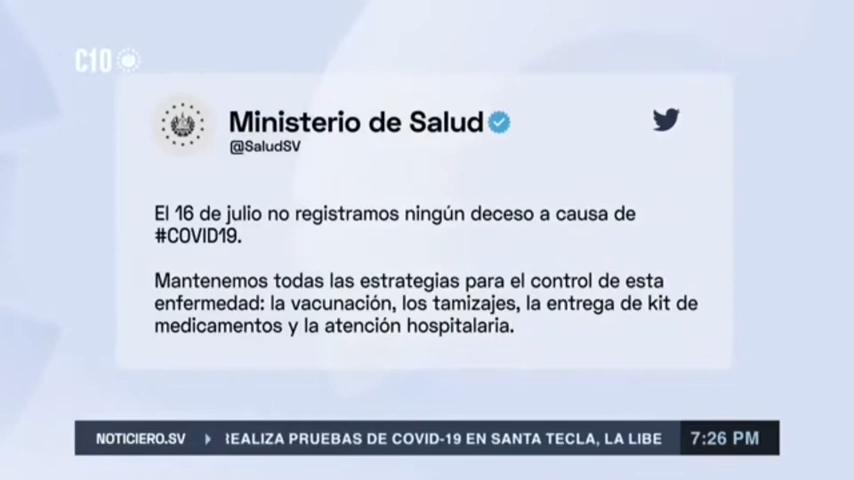 C10
Ministerio de Salud
@SaludSV
El 16 de julio no registramos ningún deceso a causa de
#COVID19.
Mantenemos todas las estrategias para el control de esta
enfermedad: la vacunación, los tamizajes, la entrega de kit de
medicamentos y la atención hospitalaria.
NOTICIERO.SV REALIZA PRUEBAS DE COVID-19 EN SANTA TECLA, LA LIBE 7:26 PM